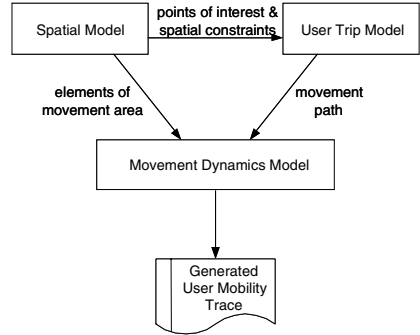 points of interest &
spatial constraints
Spatial Model
User Trip Model
elements of
movement area
movement
path
Movement Dynamics Model
Generated
User Mobility
Trace